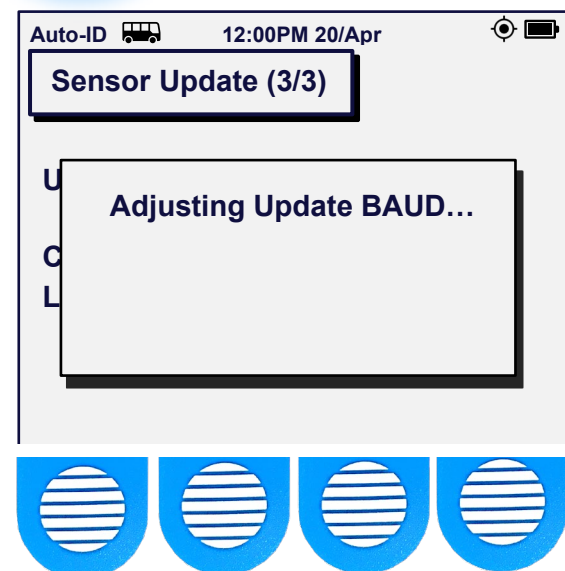 Auto-ID 12:00PM 20/Apr
Sensor Update (3/3)
U
Adjusting Update BAUD…
C
L